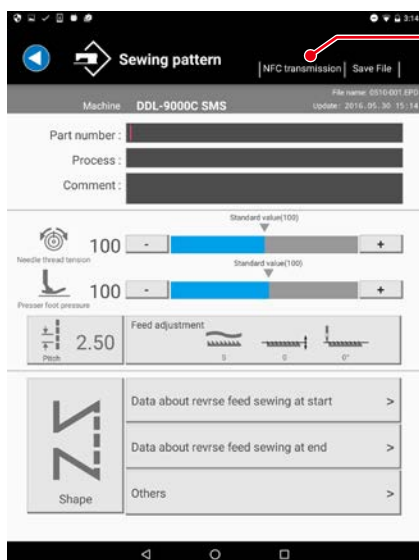 3:14
Sewing pattern
NFC transmission
Save File
File name: 0510-001.EPD
Machine DDL-9000C SMS
Update: 2016.05.30 15:14
Part number :
Process :
Comment :
Standard value(100)
100 - +
Needle thread tension
Standard value(100)
100 - +
Presser foot pressure
2.50
Pitch
Feed adjustment
S 0 0°
Data about revrse feed sewing at start >
Data about revrse feed sewing at end >
Others >
Shape